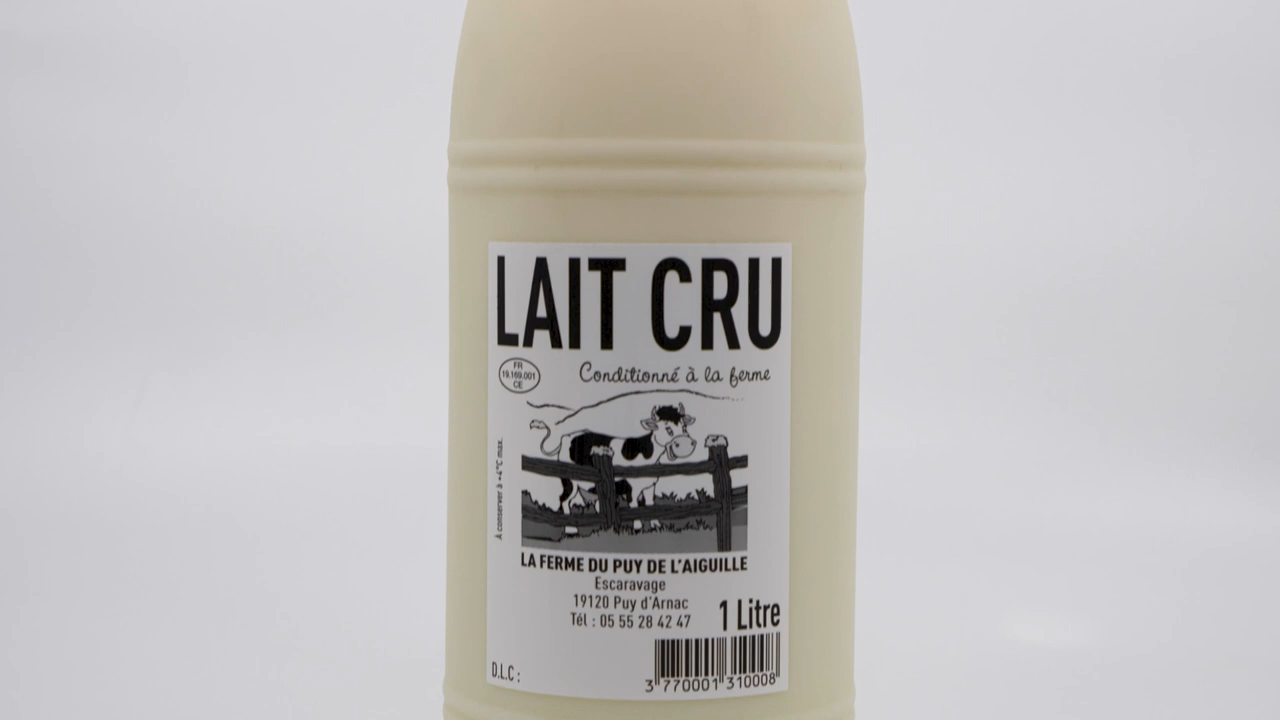 LAIT CRU
FR
19.169.001
CE
Conditionné à la ferme
À conserver à +4°C max.
LA FERME DU PUY DE L'AIGUILLE
Escaravage
19120 Puy d'Arnac
Tél : 05 55 28 42 47
1 Litre
D.L.C :
3 770001 310008